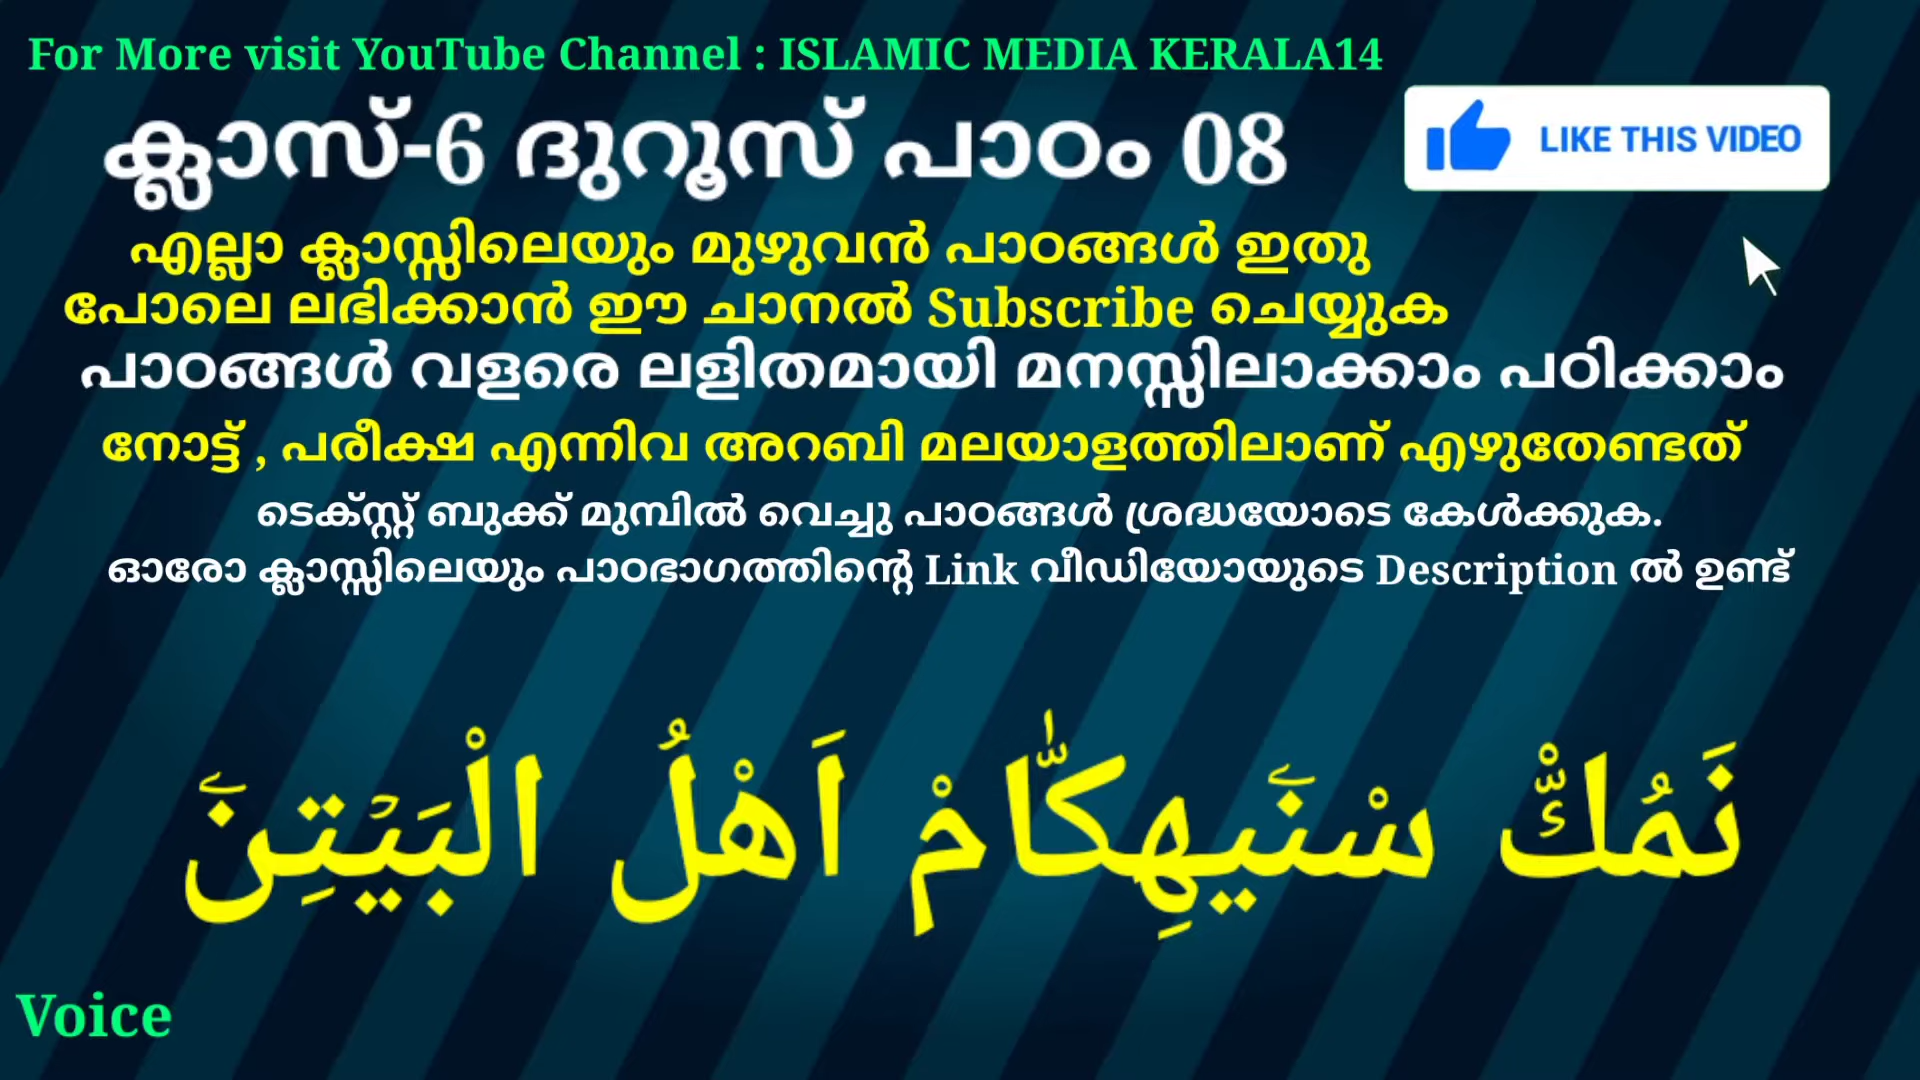 For More visit YouTube Channel : ISLAMIC MEDIA KERALA14
ക്ലാസ്-6 ദുറൂസ് പാഠം 08
LIKE THIS VIDEO
എല്ലാ ക്ലാസ്സിലെയും മുഴുവൻ പാഠങ്ങൾ ഇതു
പോലെ ലഭിക്കാൻ ഈ ചാനൽ Subscribe ചെയ്യുക
പാഠങ്ങൾ വളരെ ലളിതമായി മനസ്സിലാക്കാം പഠിക്കാം
നോട്ട് , പരീക്ഷ എന്നിവ അറബി മലയാളത്തിലാണ് എഴുതേണ്ടത്
ടെക്സ്റ്റ് ബുക്ക് മുമ്പിൽ വെച്ചു പാഠങ്ങൾ ശ്രദ്ധയോടെ കേൾക്കുക.
ഓരോ ക്ലാസ്സിലെയും പാഠഭാഗത്തിന്റെ Link വീഡിയോയുടെ Description ൽ ഉണ്ട്
نَمُكّْ سْنَيهِكّٰامْ اَهْلُ الْبَيْتِنَ
Voice